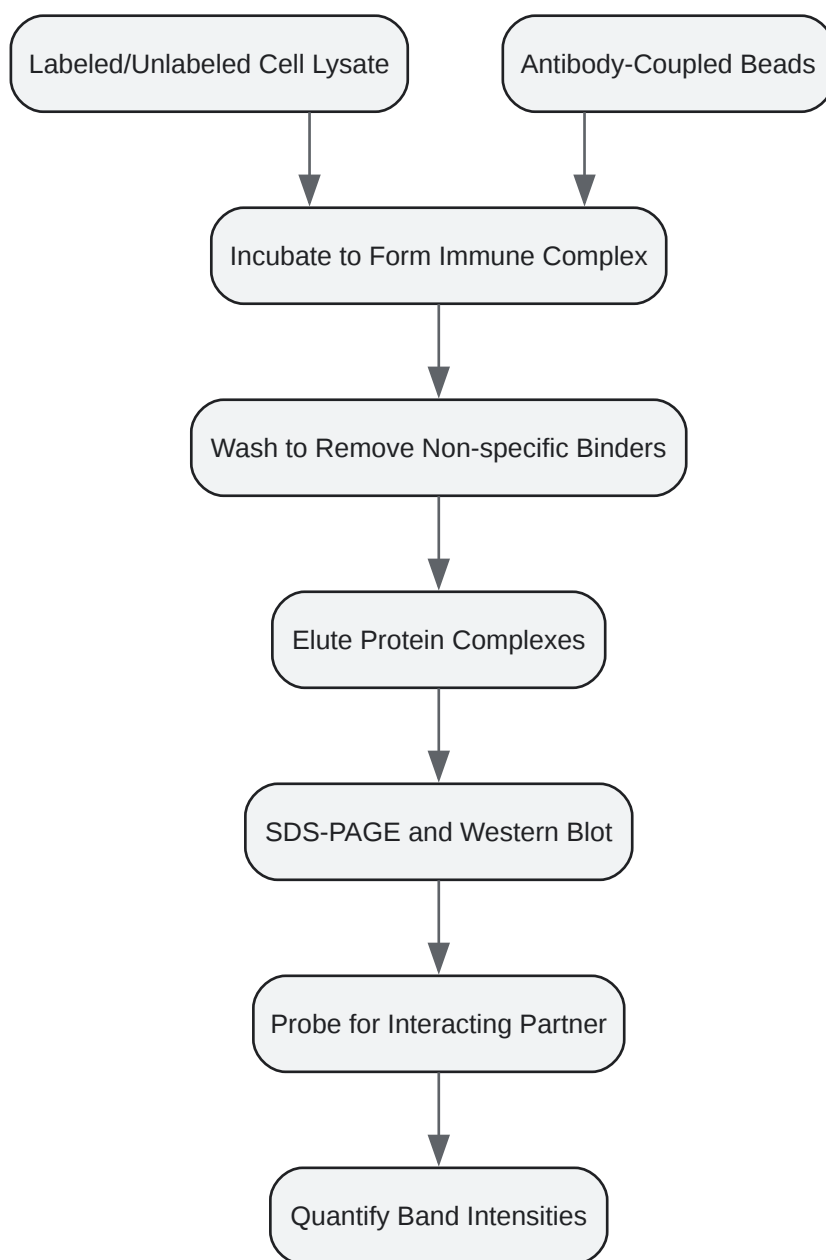 Labeled/Unlabeled Cell Lysate
Antibody-Coupled Beads
Incubate to Form Immune Complex
Wash to Remove Non-specific Binders
Elute Protein Complexes
SDS-PAGE and Western Blot
Probe for Interacting Partner
Quantify Band Intensities